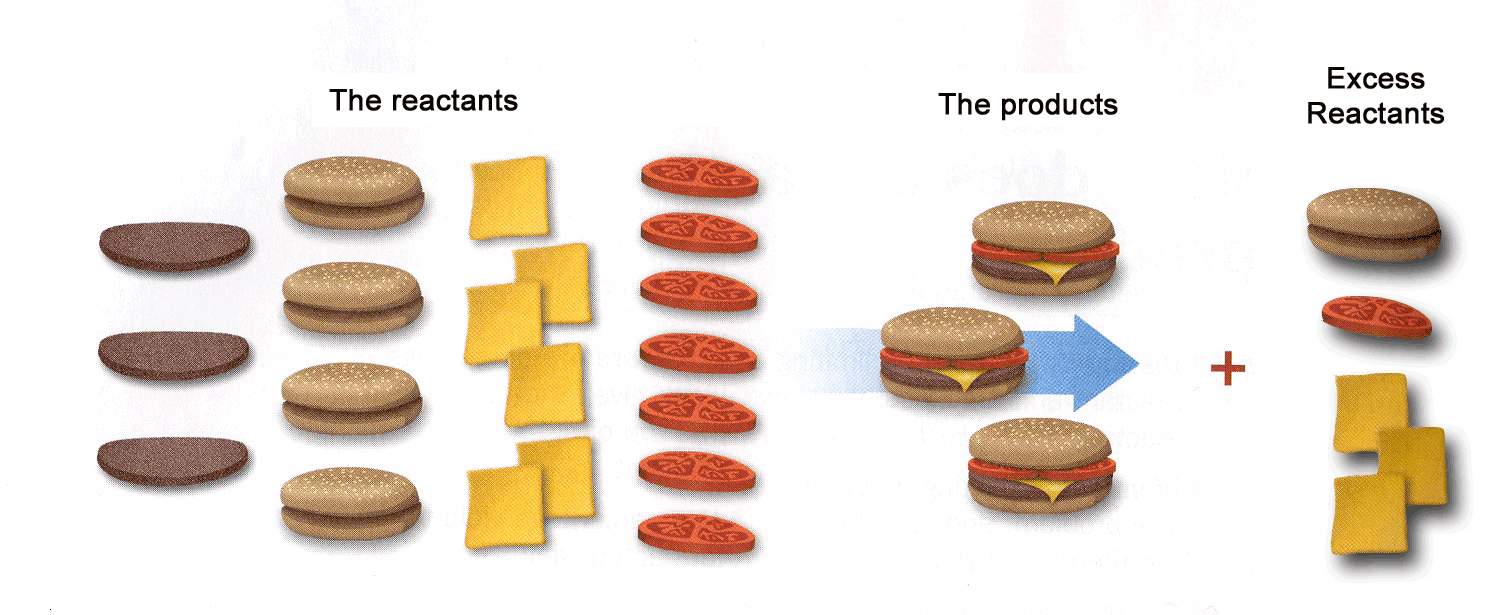 The reactants
The products
Excess
Reactants
+